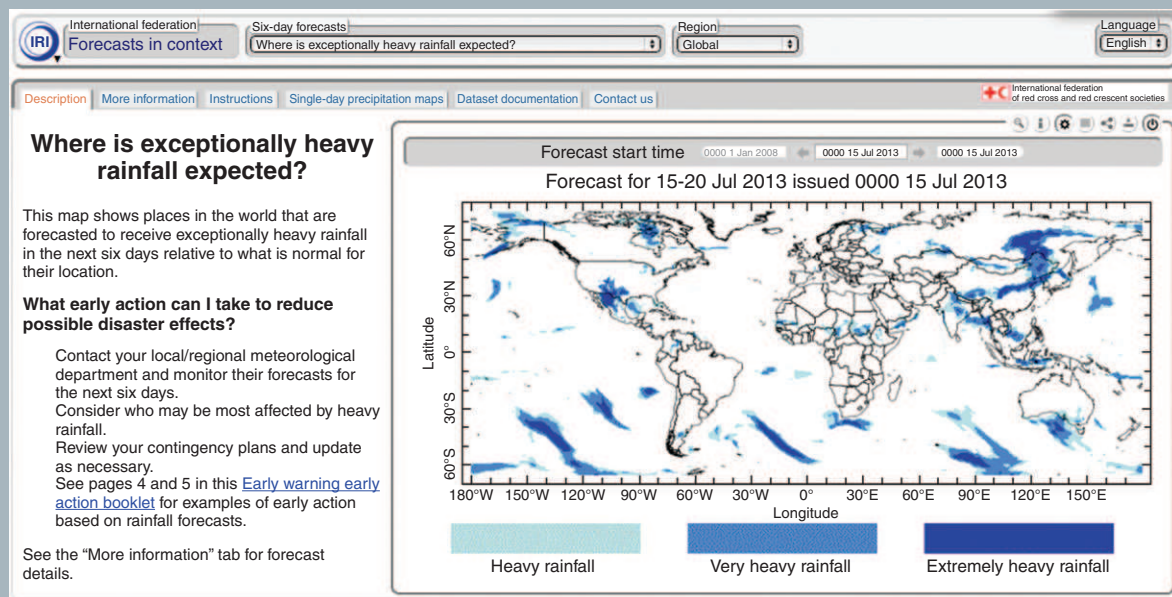 International federation
IRI
Forecasts in context
Six-day forecasts
Where is exceptionally heavy rainfall expected?
Region
Global
Language
English
Description
More information
Instructions
Single-day precipitation maps
Dataset documentation
Contact us
International federation
of red cross and red crescent societies
Where is exceptionally heavy
rainfall expected?
This map shows places in the world that are
forecasted to receive exceptionally heavy rainfall
in the next six days relative to what is normal for
their location.
What early action can I take to reduce
possible disaster effects?
Contact your local/regional meteorological
department and monitor their forecasts for
the next six days.
Consider who may be most affected by heavy
rainfall.
Review your contingency plans and update
as necessary.
See pages 4 and 5 in this Early warning early
action booklet for examples of early action
based on rainfall forecasts.
See the “More information” tab for forecast
details.
Forecast start time 0000 1 Jan 2008 0000 15 Jul 2013 0000 15 Jul 2013
Forecast for 15-20 Jul 2013 issued 0000 15 Jul 2013
Latitude
60°N
30°N
0°
30°S
60°S
180°W 150°W 120°W 90°W 60°W 30°W 0° 30°E 60°E 90°E 120°E 150°E
Longitude
Heavy rainfall
Very heavy rainfall
Extremely heavy rainfall